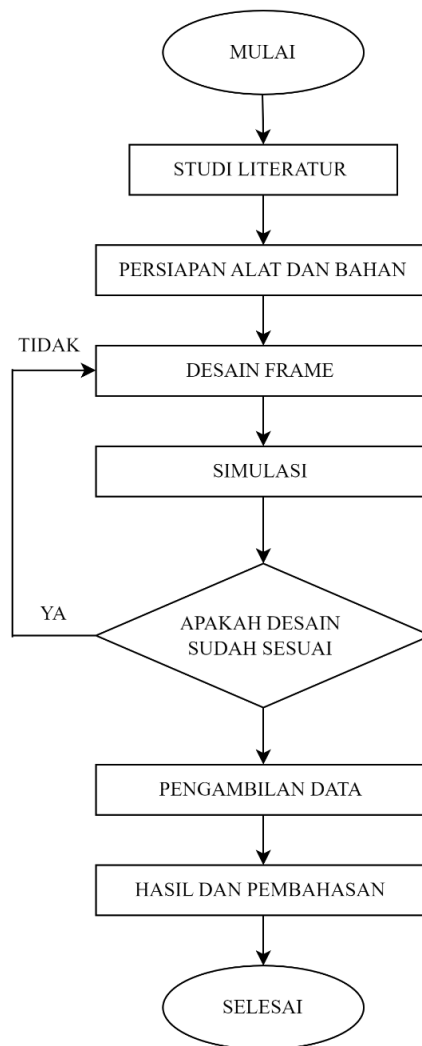 MULAI
STUDI LITERATUR
PERSIAPAN ALAT DAN BAHAN
TIDAK
DESAIN FRAME
SIMULASI
YA
APAKAH DESAIN
SUDAH SESUAI
PENGAMBILAN DATA
HASIL DAN PEMBAHASAN
SELESAI